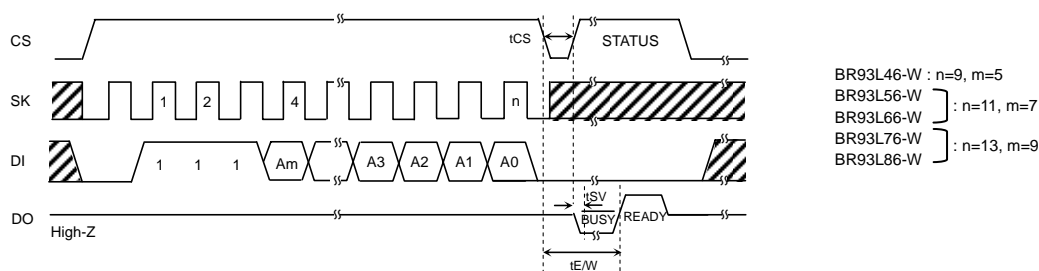 CS
tCS
STATUS
SK
1
2
4
n
DI
1
1
1
Am
A3
A2
A1
A0
tSV
DO
BUSY
READY
High-Z
tE/W
BR93L46-W : n=9, m=5
BR93L56-W
BR93L66-W
: n=11, m=7
BR93L76-W
BR93L86-W
: n=13, m=9